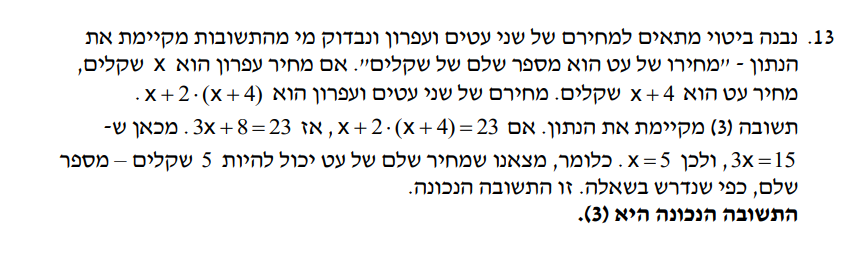 13. נבנה ביטוי מתאים למחירם של שני עטים ועפרון ונבדוק מי מהתשובות מקיימת את
הנתון - "מחירו של עט הוא מספר שלם של שקלים". אם מחיר עפרון הוא x שקלים,
מחיר עט הוא x + 4 שקלים. מחירם של שני עטים ועפרון הוא x + 2 · (x + 4) .
תשובה (3) מקיימת את הנתון. אם x + 2 · (x + 4) = 23 , אז 3x + 8 = 23 . מכאן ש-
3x = 15 , ולכן x = 5 . כלומר, מצאנו שמחיר שלם של עט יכול להיות 5 שקלים – מספר
שלם, כפי שנדרש בשאלה. זו התשובה הנכונה.
התשובה הנכונה היא (3).